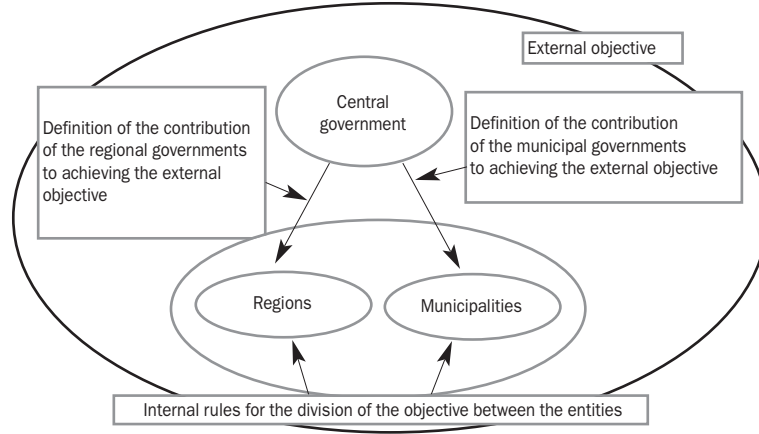 External objective
Central
government
Definition of the contribution
of the regional governments
to achieving the external
objective
Definition of the contribution
of the municipal governments
to achieving the external objective
Regions
Municipalities
Internal rules for the division of the objective between the entities